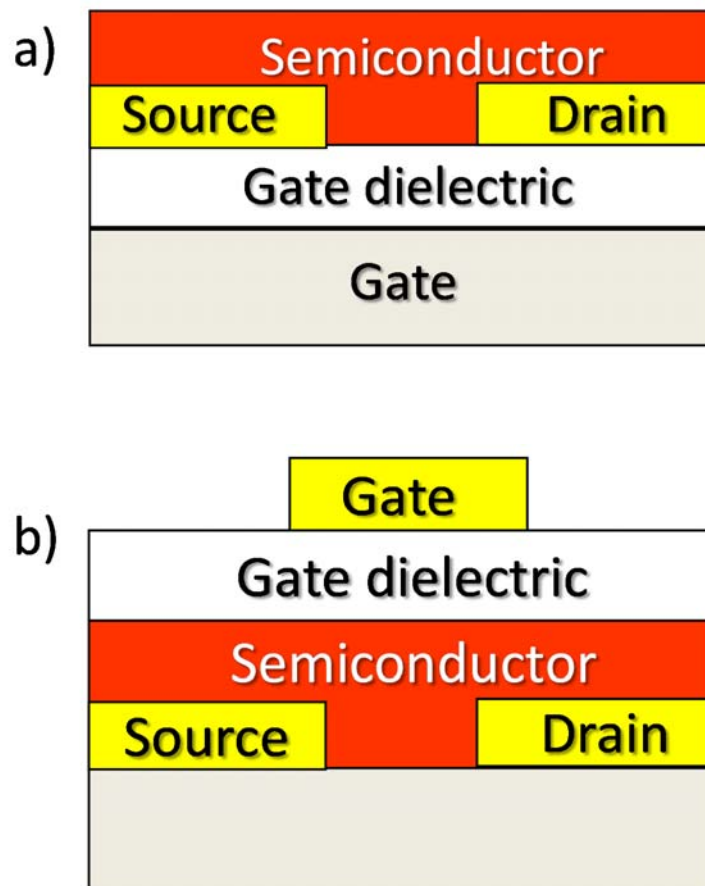 a)
Semiconductor
Source Drain
Gate dielectric
Gate
b)
Gate
Gate dielectric
Semiconductor
Source Drain